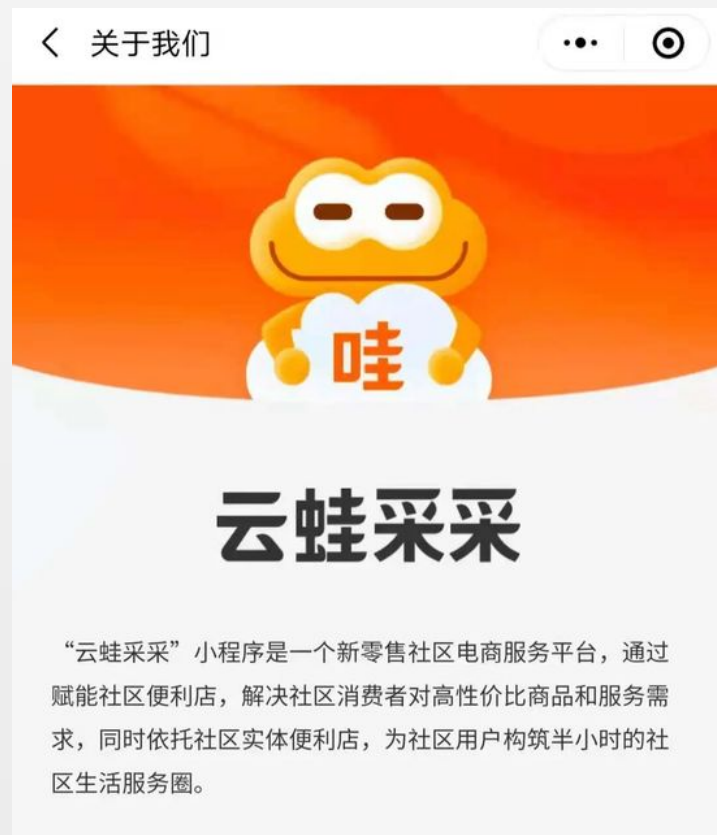 关于我们
哇
云蛙采采
“云蛙采采”小程序是一个新零售社区电商服务平台，通过
赋能社区便利店，解决社区消费者对高性价比商品和服务需
求，同时依托社区实体便利店，为社区用户构筑半小时的社
区生活服务圈。